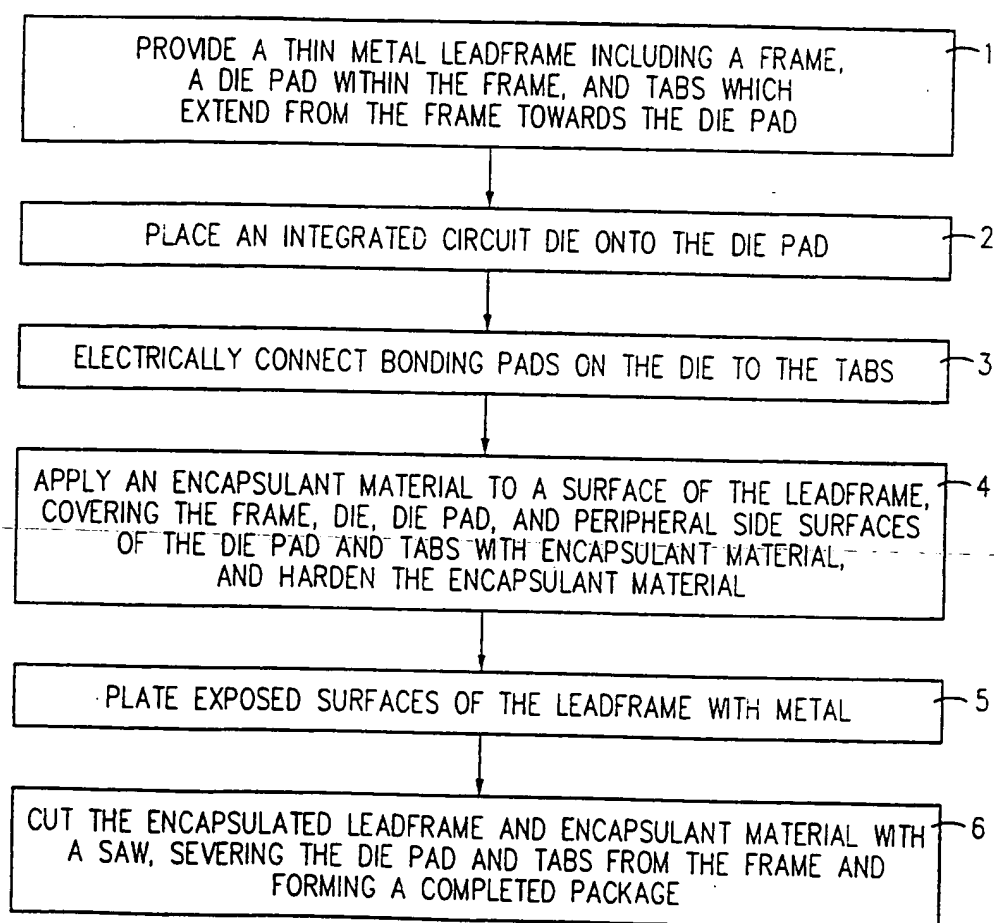 PROVIDE A THIN METAL LEADFRAME INCLUDING A FRAME,
A DIE PAD WITHIN THE FRAME, AND TABS WHICH
EXTEND FROM THE FRAME TOWARDS THE DIE PAD
1
PLACE AN INTEGRATED CIRCUIT DIE ONTO THE DIE PAD
2
ELECTRICALLY CONNECT BONDING PADS ON THE DIE TO THE TABS
3
APPLY AN ENCAPSULANT MATERIAL TO A SURFACE OF THE LEADFRAME,
COVERING THE FRAME, DIE, DIE PAD, AND PERIPHERAL SIDE SURFACES
OF THE DIE PAD AND TABS WITH ENCAPSULANT MATERIAL,
AND HARDEN THE ENCAPSULANT MATERIAL
4
PLATE EXPOSED SURFACES OF THE LEADFRAME WITH METAL
5
CUT THE ENCAPSULATED LEADFRAME AND ENCAPSULANT MATERIAL WITH
A SAW, SEVERING THE DIE PAD AND TABS FROM THE FRAME AND
FORMING A COMPLETED PACKAGE
6